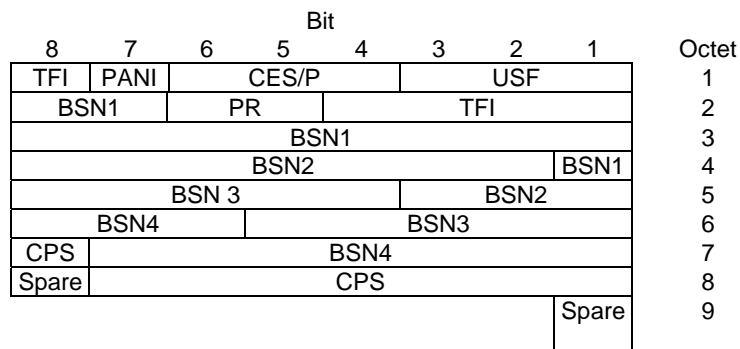 Bit
8 7 6 5 4 3 2 1 Octet
TFI PANI CES/P USF 1
BSN1 PR TFI 2
BSN1 3
BSN2 BSN1 4
BSN 3 BSN2 5
BSN4 BSN3 6
CPS BSN4 7
Spare CPS 8
Spare 9